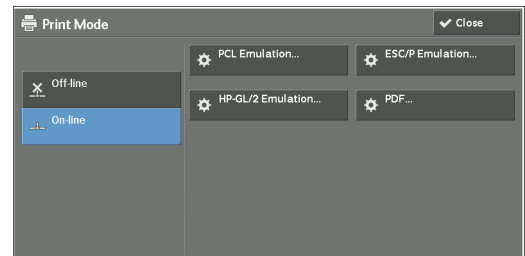 Print Mode
Close
Off-line
On-line
PCL Emulation...
ESC/P Emulation...
HP-GL/2 Emulation...
PDF...